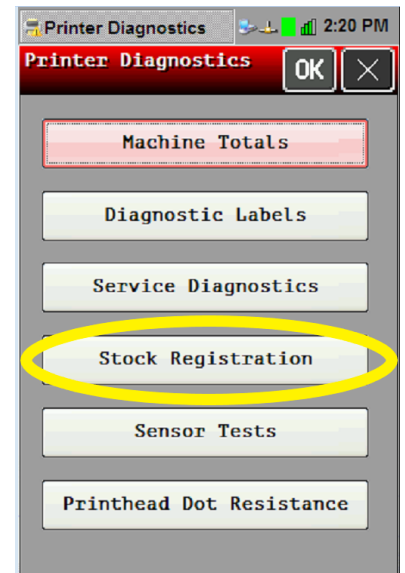 Printer Diagnostics 2:20 PM
Printer Diagnostics OK
Machine Totals
Diagnostic Labels
Service Diagnostics
Stock Registration
Sensor Tests
Printhead Dot Resistance